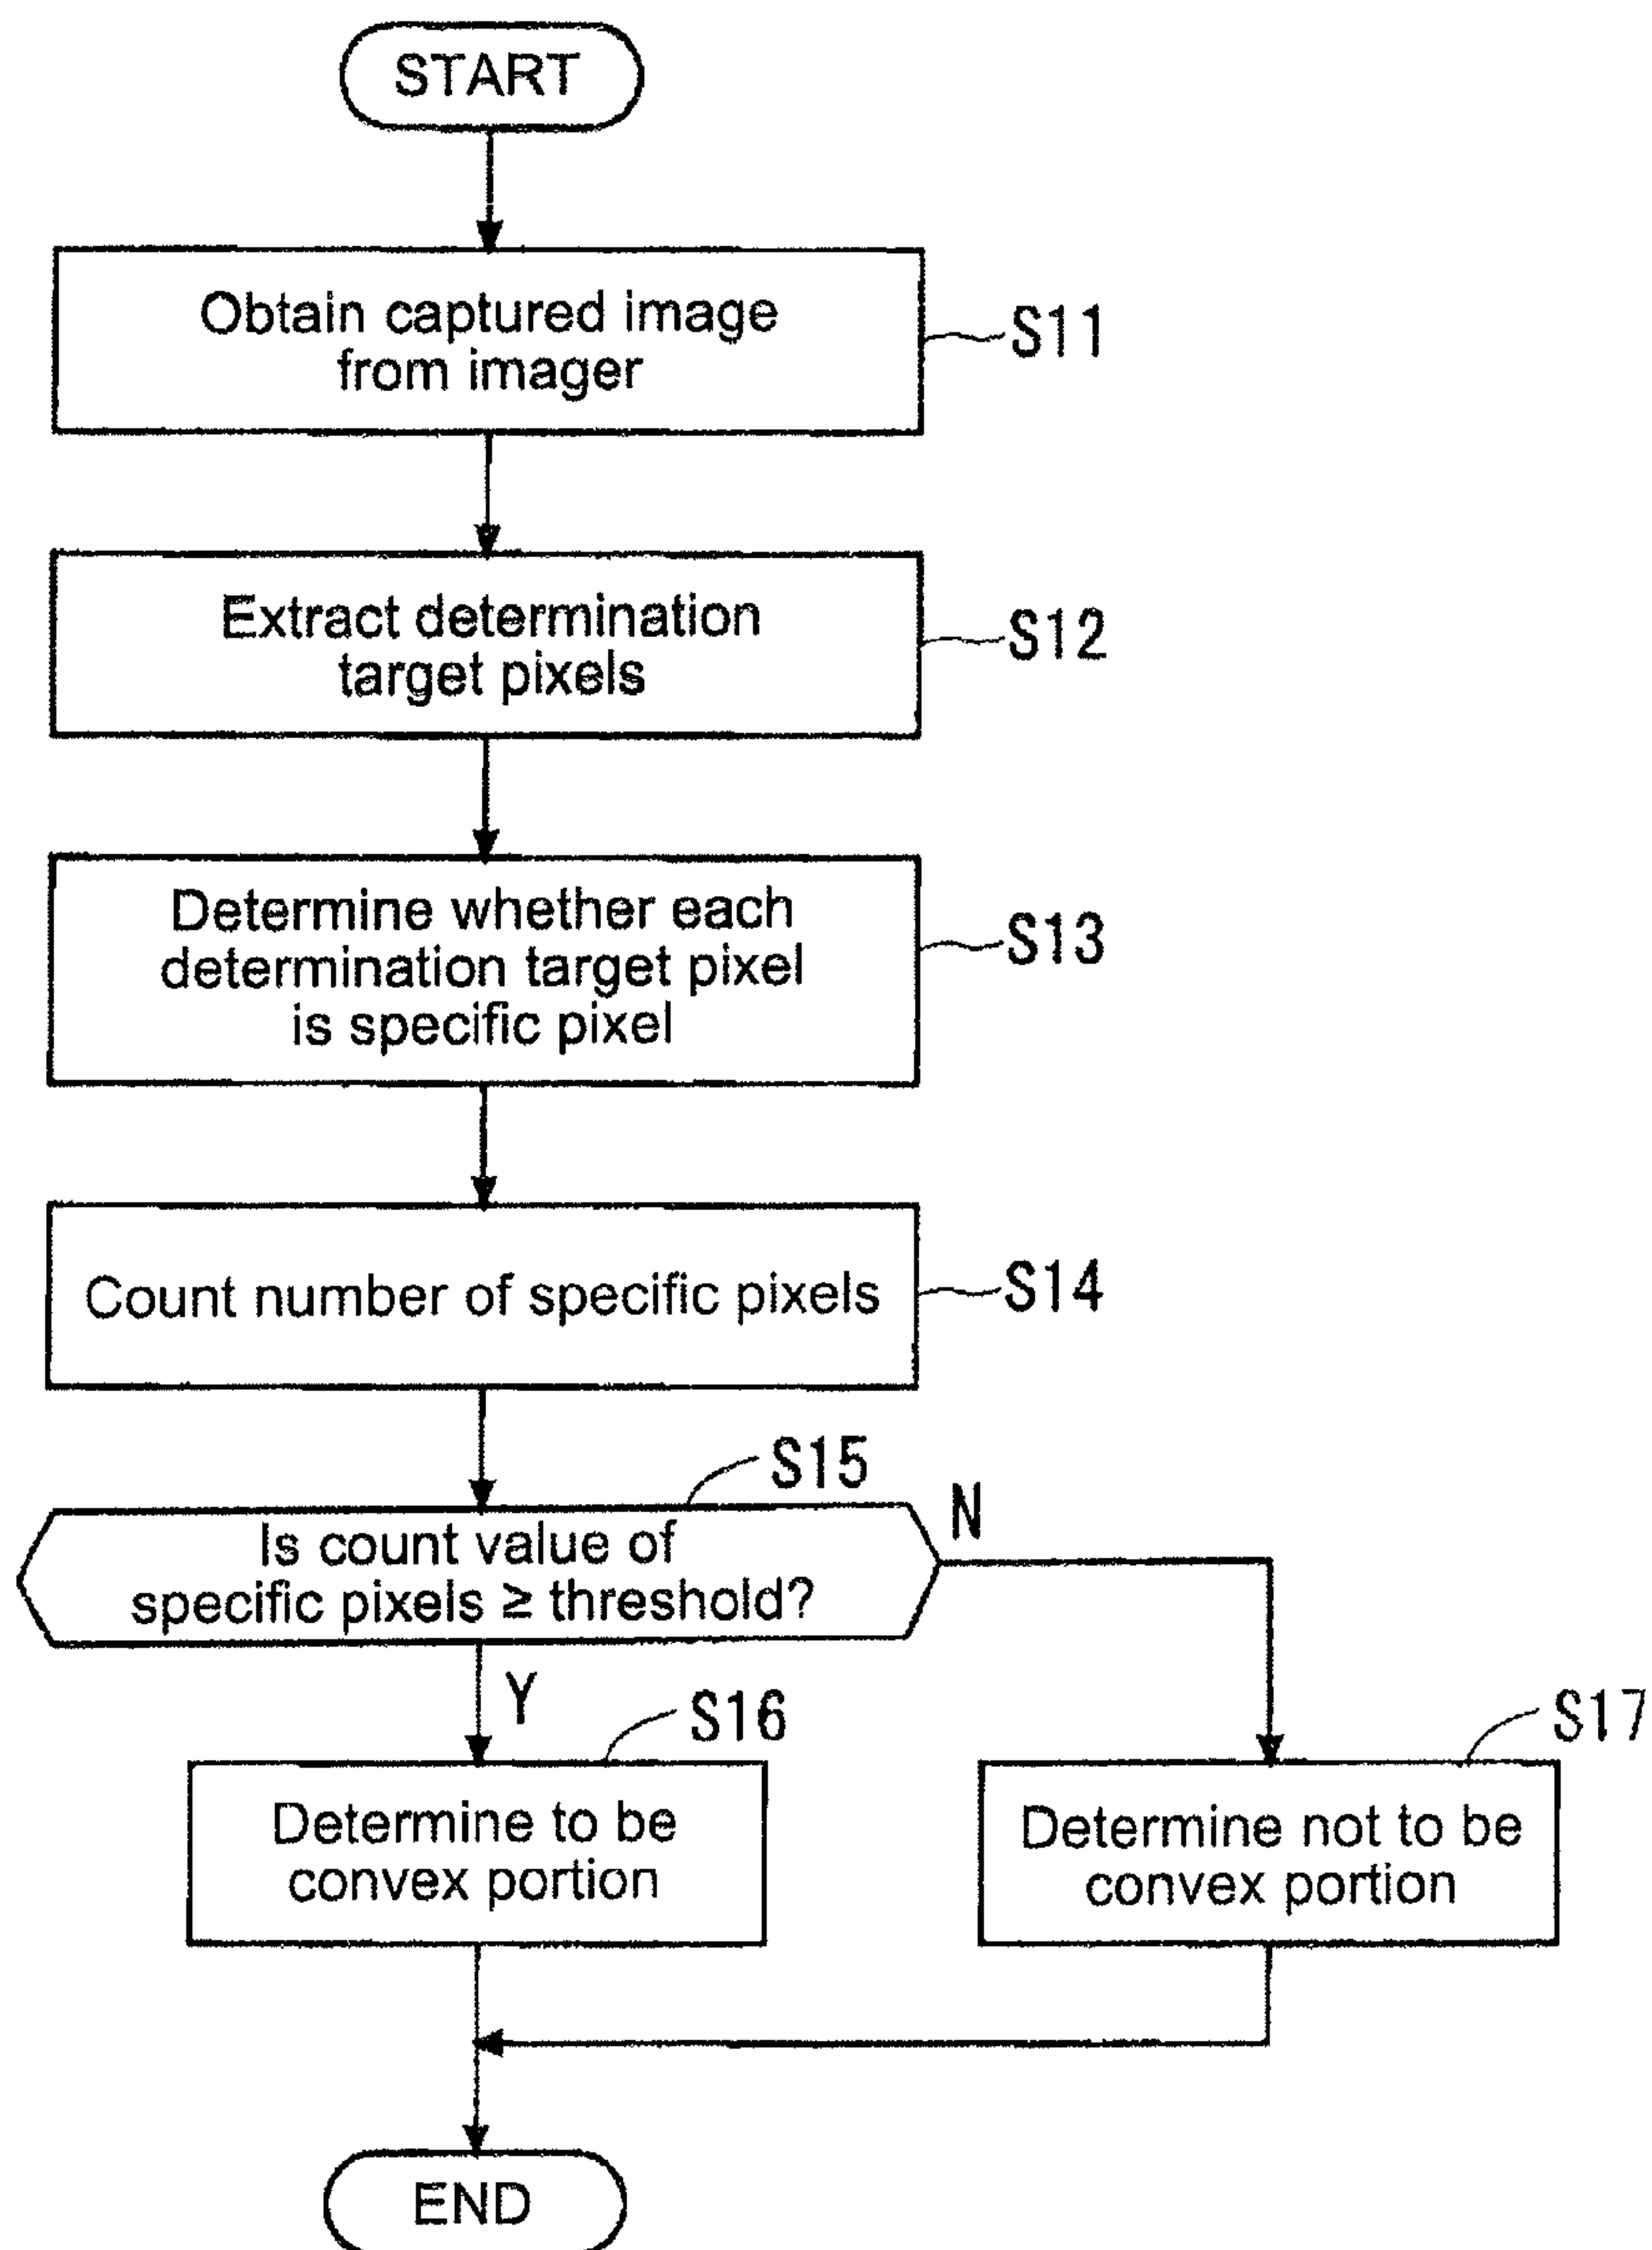 START
Obtain captured image
from imager
S11
Extract determination
target pixels
S12
Determine whether each
determination target pixel
is specific pixel
S13
Count number of specific pixels
S14
S15
Is count value of
specific pixels ≥ threshold?
N
Y
S16
Determine to be
convex portion
S17
Determine not to be
convex portion
END